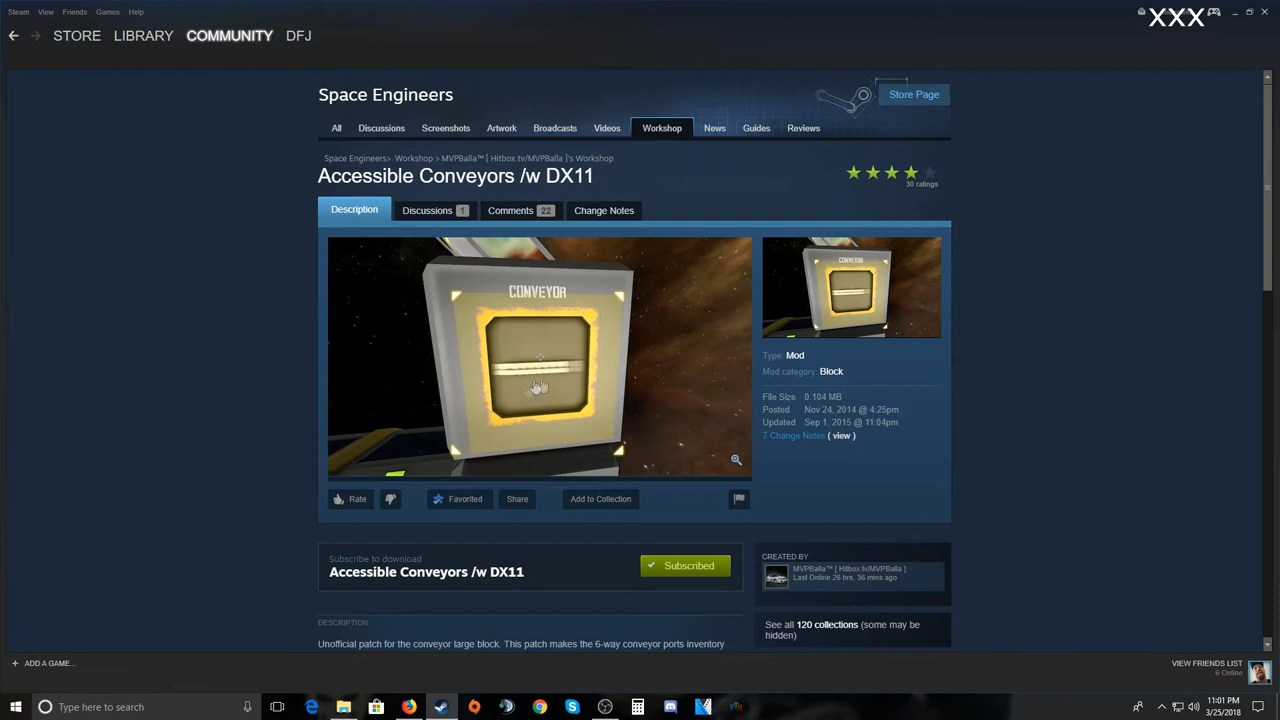 Steam View Friends Games Help
XXX
STORE LIBRARY COMMUNITY DFJ
Space Engineers
Store Page
All Discussions Screenshots Artwork Broadcasts Videos Workshop News Guides Reviews
Space Engineers> Workshop > MVPBalla™ [ Hitbox.tv/MVPBalla ]'s Workshop
Accessible Conveyors /w DX11
30 ratings
Description Discussions 1 Comments 22 Change Notes
CONVEYOR
CONVEYOR
Type: Mod
Mod category: Block
File Size 0.104 MB
Posted Nov 24, 2014 @ 4:25pm
Updated Sep 1, 2015 @ 11:04pm
7 Change Notes ( view )
Rate Favorited Share Add to Collection
Subscribe to download
Accessible Conveyors /w DX11
Subscribed
CREATED BY
MVPBalla™ [ Hitbox.tv/MVPBalla ]
Last Online 26 hrs, 36 mins ago
See all 120 collections (some may be
hidden)
DESCRIPTION
Unofficial patch for the conveyor large block. This patch makes the 6-way conveyor ports inventory
ADD A GAME...
VIEW FRIENDS LIST
6 Online
Type here to search
11:01 PM
3/25/2018